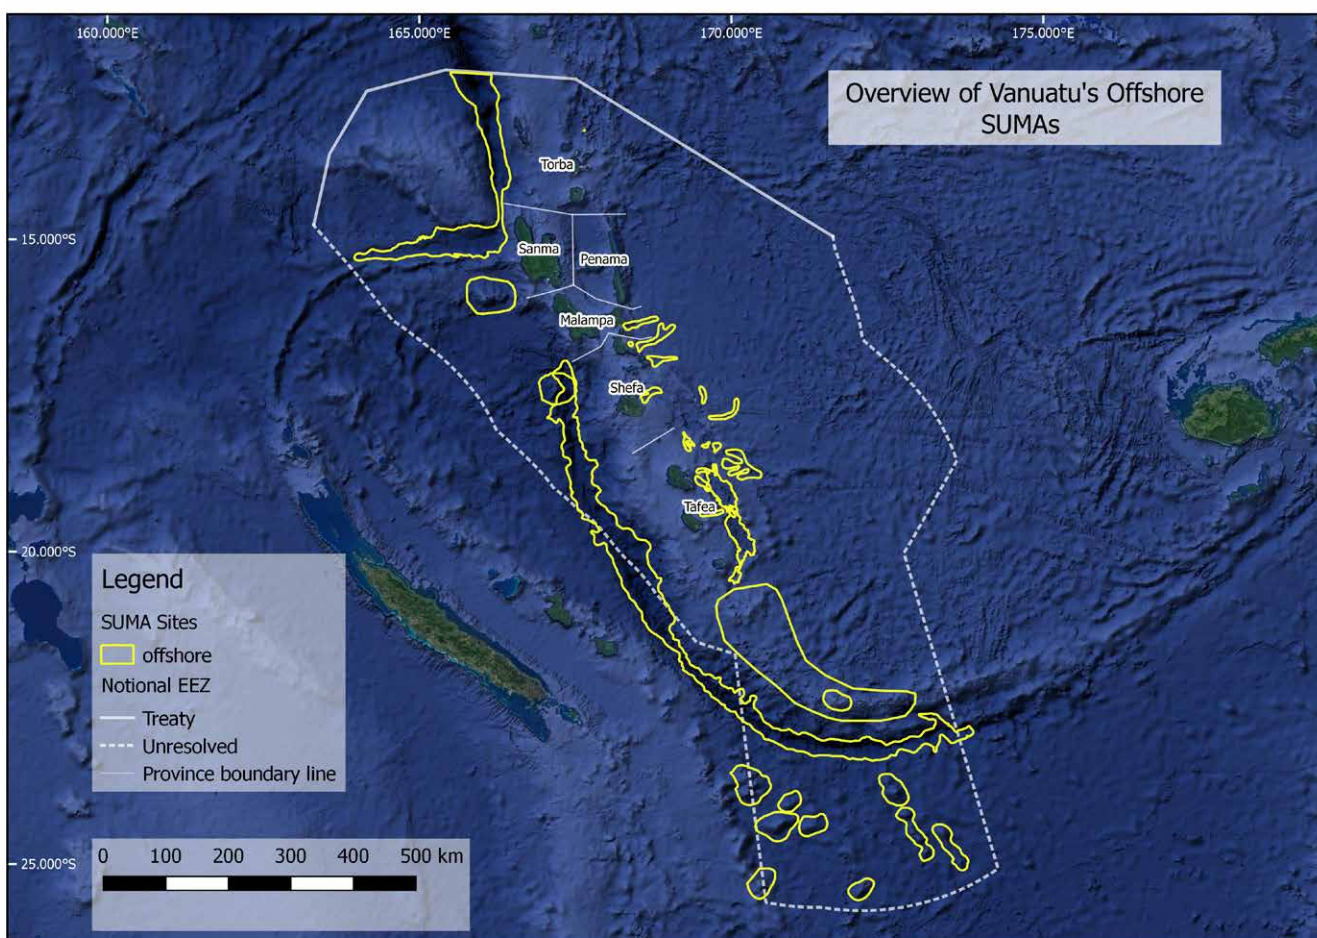 160.000°E
165.000°E
170.000°E
175.000°E
Overview of Vanuatu's Offshore
SUMAs
Torba
15.000°S
Sanma
Penama
Malampa
Shefa
Tafea
20.000°S
Legend
SUMA Sites
offshore
Notional EEZ
Treaty
Unresolved
Province boundary line
0 100 200 300 400 500 km
25.000°S